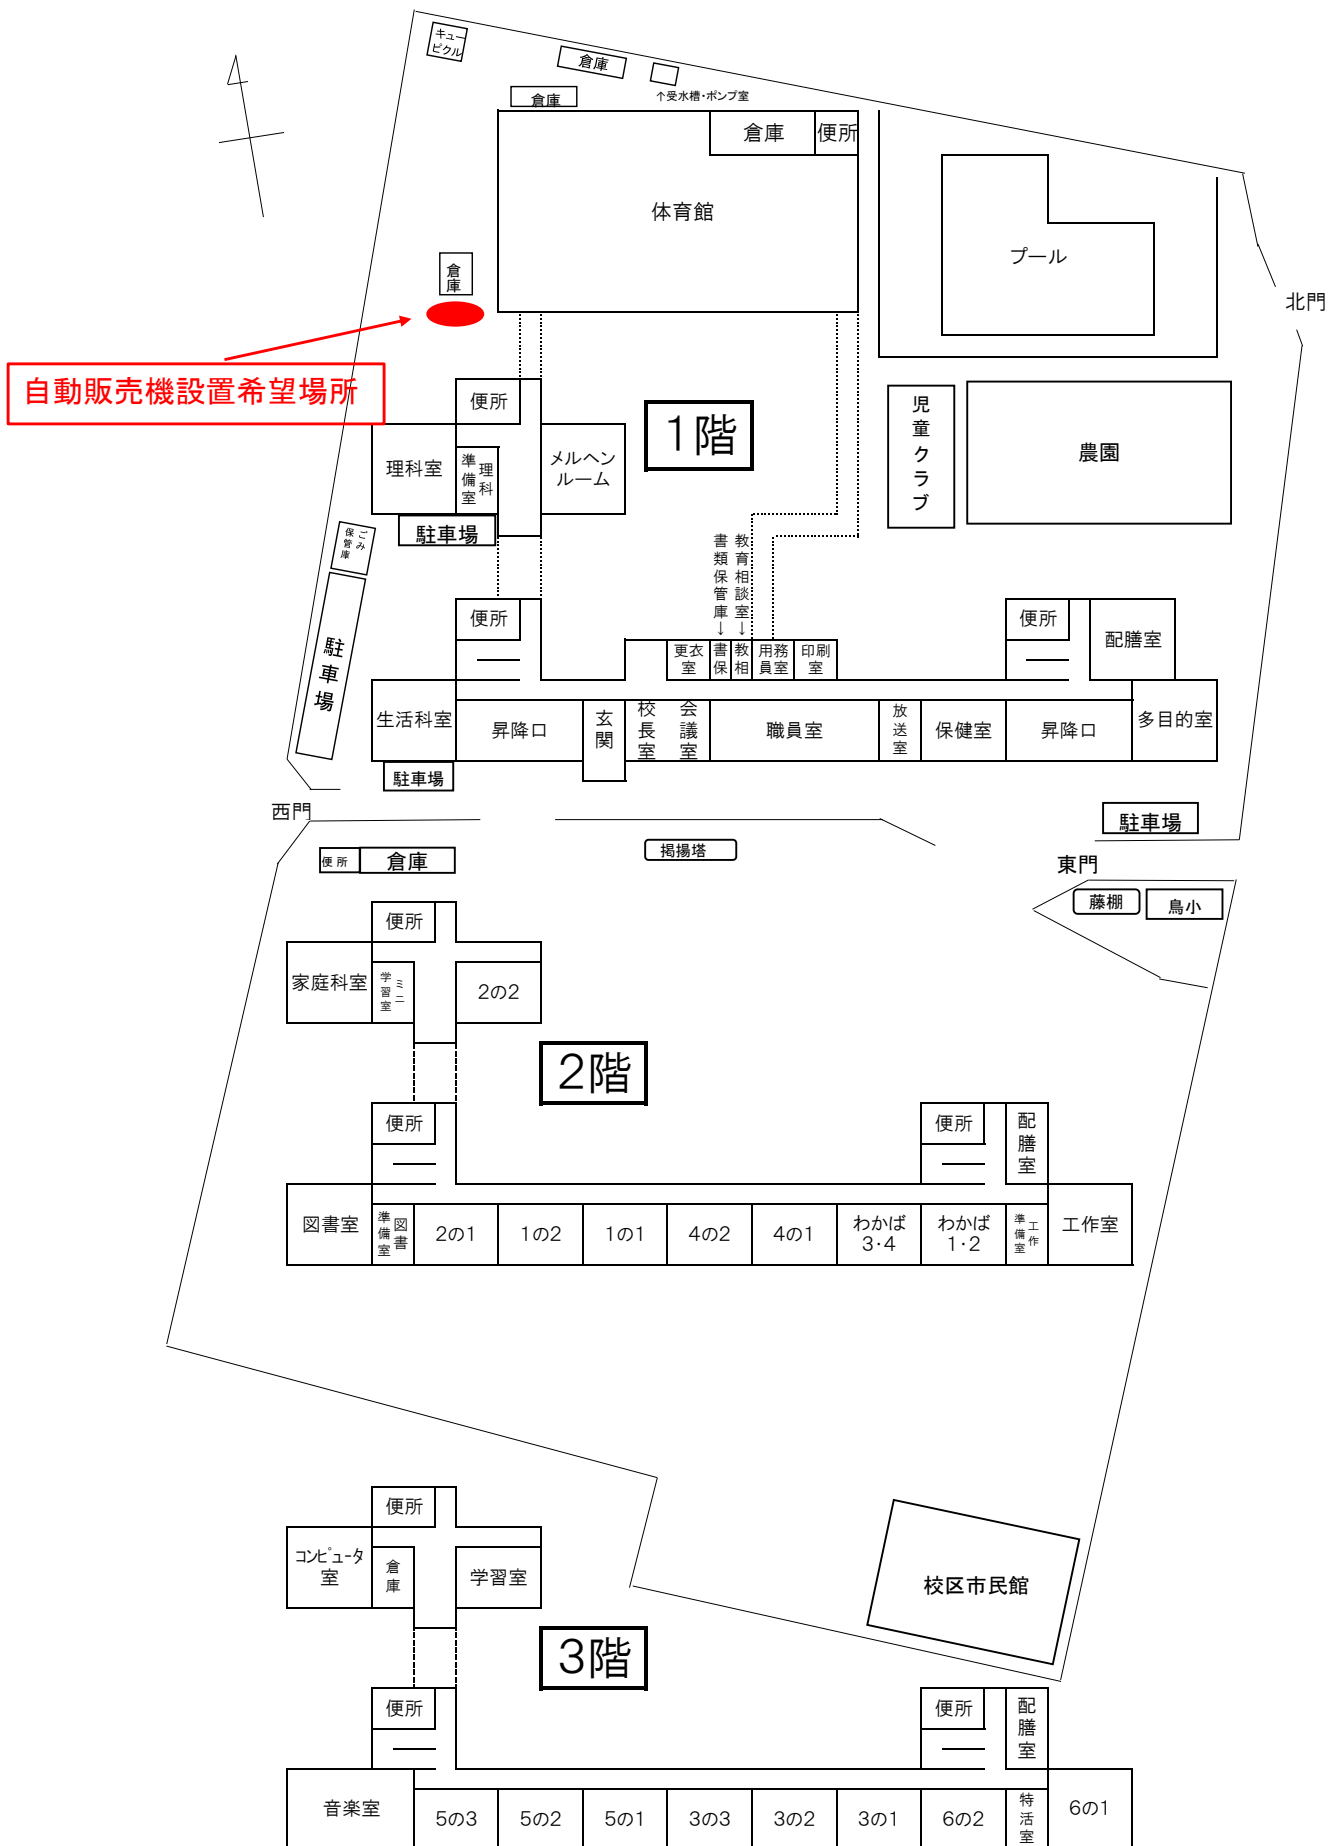 キュー
ビクル
倉庫
↑受水槽・ポンプ室
倉庫
倉庫
便所
体育館
プール
北門
倉庫
自動販売機設置希望場所
便所
1階
児童クラブ
農園
理科室
理科
準備室
メルヘン
ルーム
駐車場
ごみ
保管庫
教育相談室↓
書類保管庫↓
駐車場
便所
更衣
室
書保
教相
用務
員室
印刷
室
便所
配膳室
生活科室
昇降口
玄関
校長室
会議室
職員室
放送室
保健室
昇降口
多目的室
駐車場
西門
駐車場
便所
倉庫
掲揚塔
東門
藤棚
鳥小
便所
家庭科室
ミニ
学習室
2の2
2階
便所
便所
配膳室
図書室
図書
準備室
2の1
1の2
1の1
4の2
4の1
わかば
3・4
わかば
1・2
工作
準備室
工作室
便所
コンピュータ
室
倉庫
学習室
校区市民館
3階
便所
便所
配膳室
音楽室
5の3
5の2
5の1
3の3
3の2
3の1
6の2
特活室
6の1